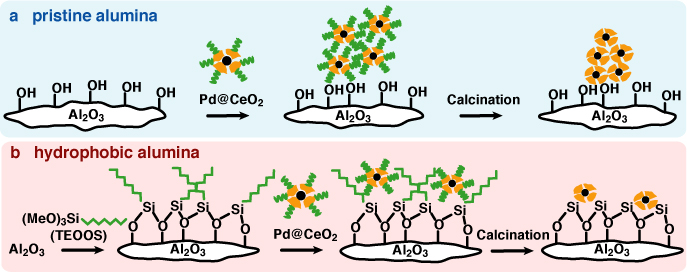 a pristine alumina
OH OH OH OH OH
Al₂O₃
Pd@CeO₂
OH OH OH OH OH
Al₂O₃
Calcination
OH OH OH OH OH
Al₂O₃
b hydrophobic alumina
(MeO)₃Si
(TEOOS)
Al₂O₃
Si Si Si Si
O O O O O
Al₂O₃
Pd@CeO₂
Si Si Si Si
O O O O O
Al₂O₃
Calcination
Si Si Si Si
O O O O O
Al₂O₃